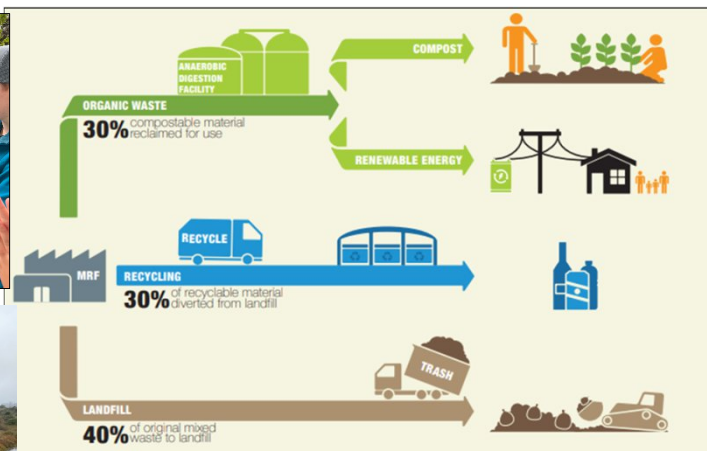 COMPOST
ANAEROBIC
DIGESTION
FACILITY
ORGANIC WASTE
30% compostable material
reclaimed for use
RENEWABLE ENERGY
RECYCLE
MRF
RECYCLING
30% of recyclable material
diverted from landfill
TRASH
LANDFILL
40% of original mixed
waste to landfill